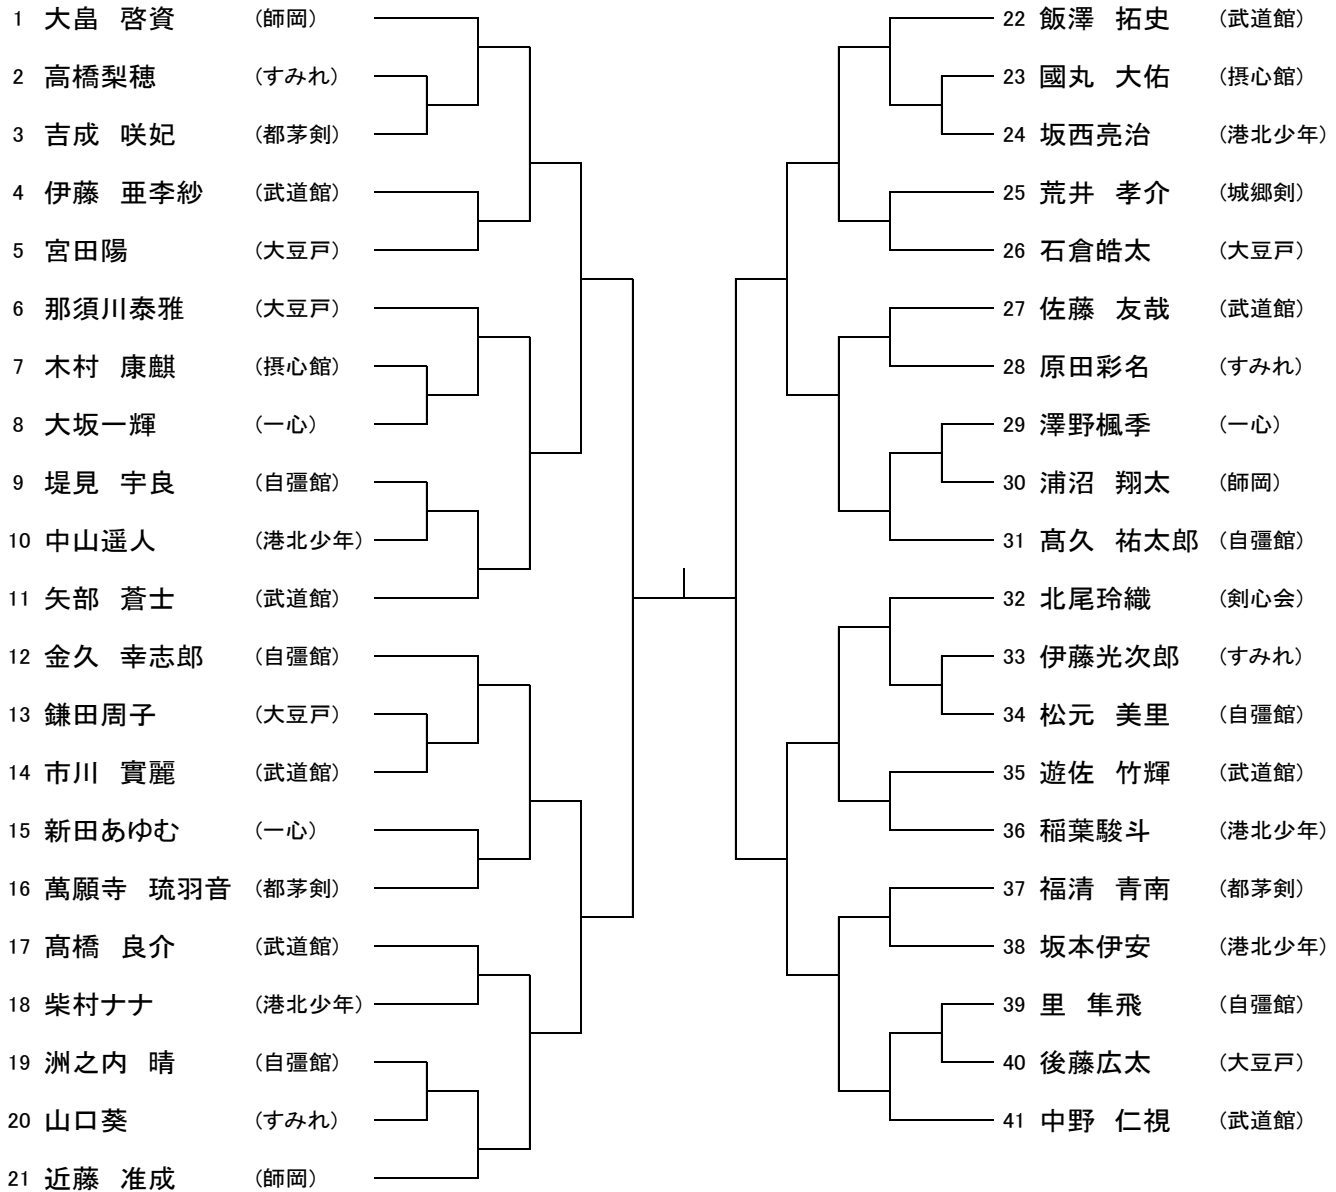 1 大畠 啓資 (師岡)
2 高橋梨穂 (すみれ)
3 吉成 咲妃 (都茅剣)
4 伊藤 亜李紗 (武道館)
5 宮田陽 (大豆戸)
6 那須川泰雅 (大豆戸)
7 木村 康麒 (摂心館)
8 大坂一輝 (一心)
9 堤見 宇良 (自彊館)
10 中山遥人 (港北少年)
11 矢部 蒼士 (武道館)
12 金久 幸志郎 (自彊館)
13 鎌田周子 (大豆戸)
14 市川 實麗 (武道館)
15 新田あゆむ (一心)
16 萬願寺 琉羽音 (都茅剣)
17 髙橋 良介 (武道館)
18 柴村ナナ (港北少年)
19 洲之内 晴 (自彊館)
20 山口葵 (すみれ)
21 近藤 准成 (師岡)
22 飯澤 拓史 (武道館)
23 國丸 大佑 (摂心館)
24 坂西亮治 (港北少年)
25 荒井 孝介 (城郷剣)
26 石倉皓太 (大豆戸)
27 佐藤 友哉 (武道館)
28 原田彩名 (すみれ)
29 澤野楓季 (一心)
30 浦沼 翔太 (師岡)
31 髙久 祐太郎 (自彊館)
32 北尾玲織 (剣心会)
33 伊藤光次郎 (すみれ)
34 松元 美里 (自彊館)
35 遊佐 竹輝 (武道館)
36 稲葉駿斗 (港北少年)
37 福清 青南 (都茅剣)
38 坂本伊安 (港北少年)
39 里 隼飛 (自彊館)
40 後藤広太 (大豆戸)
41 中野 仁視 (武道館)